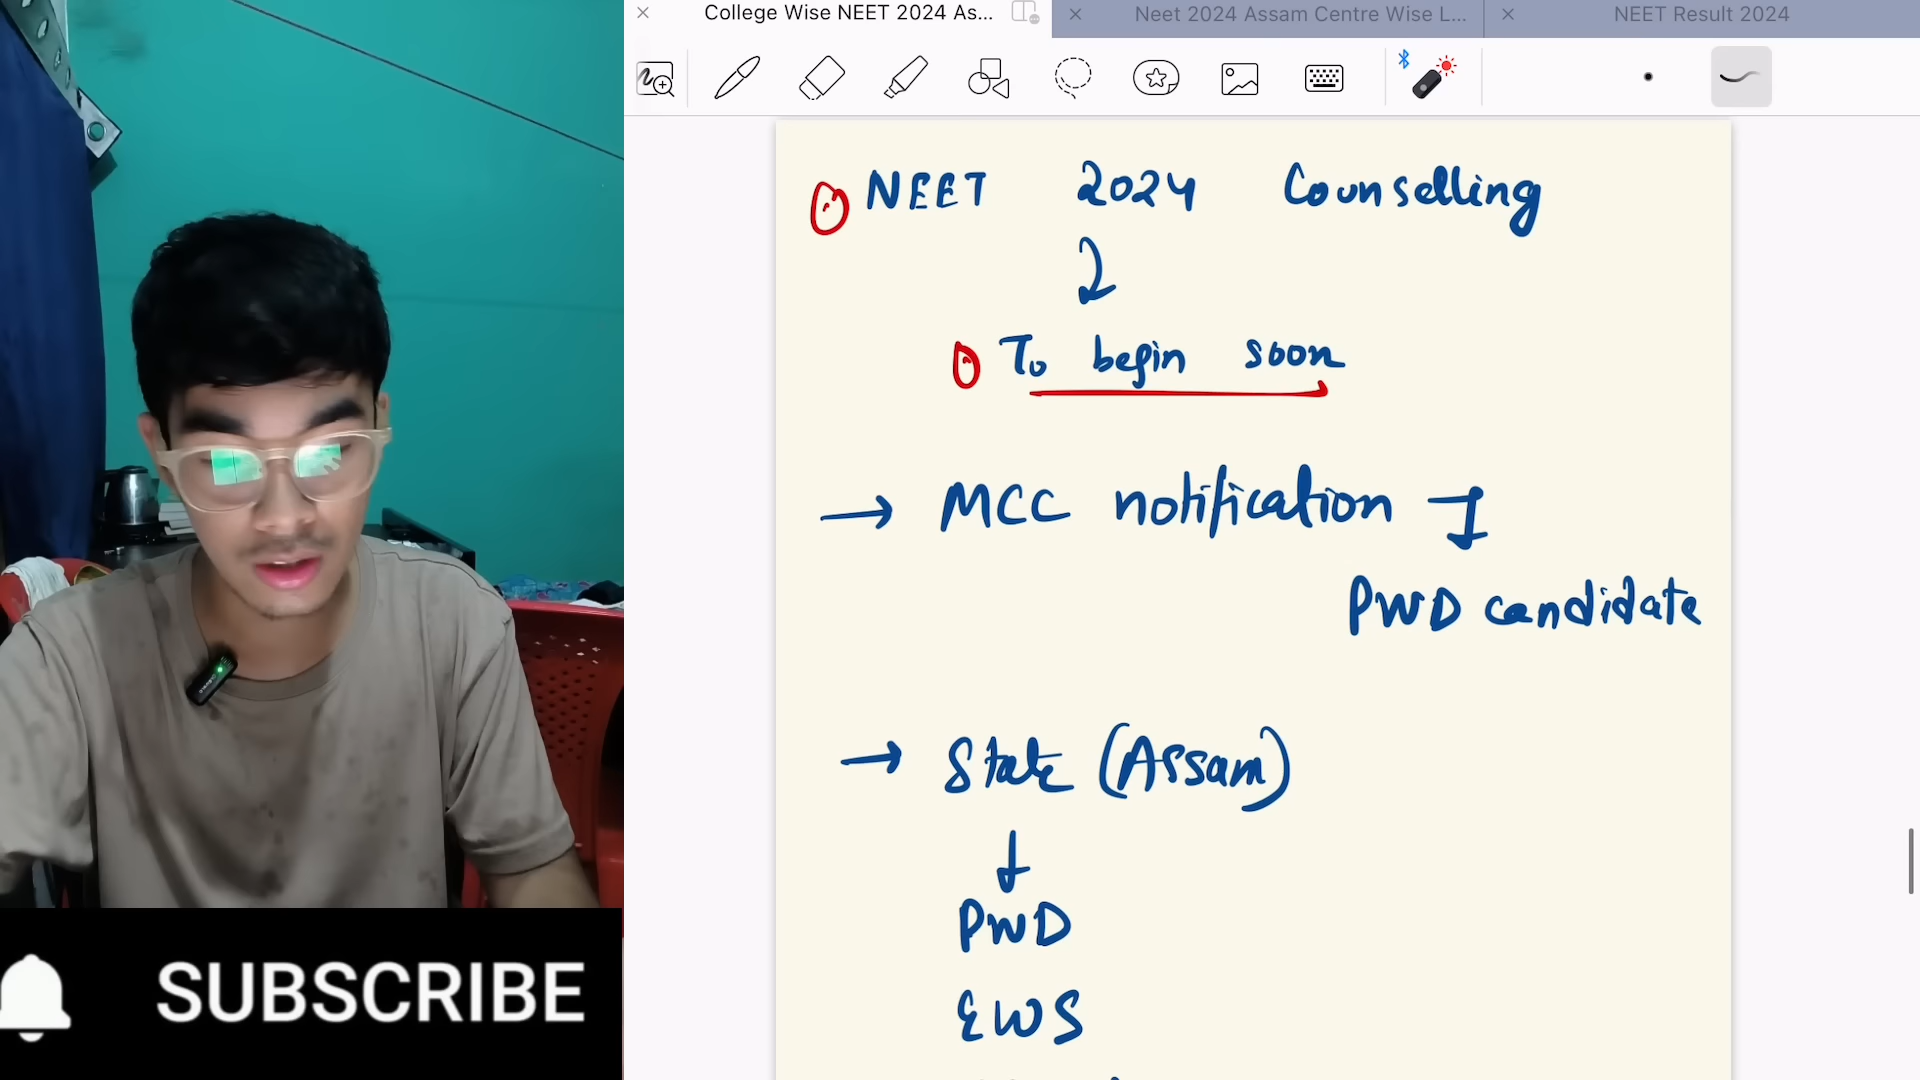 College Wise NEET 2024 As...
Neet 2024 Assam Centre Wise L...
NEET Result 2024
NEET 2024 Counselling
To begin soon
→ MCC notification
PWD candidate
→ State (Assam)
PWD
EWS
SUBSCRIBE